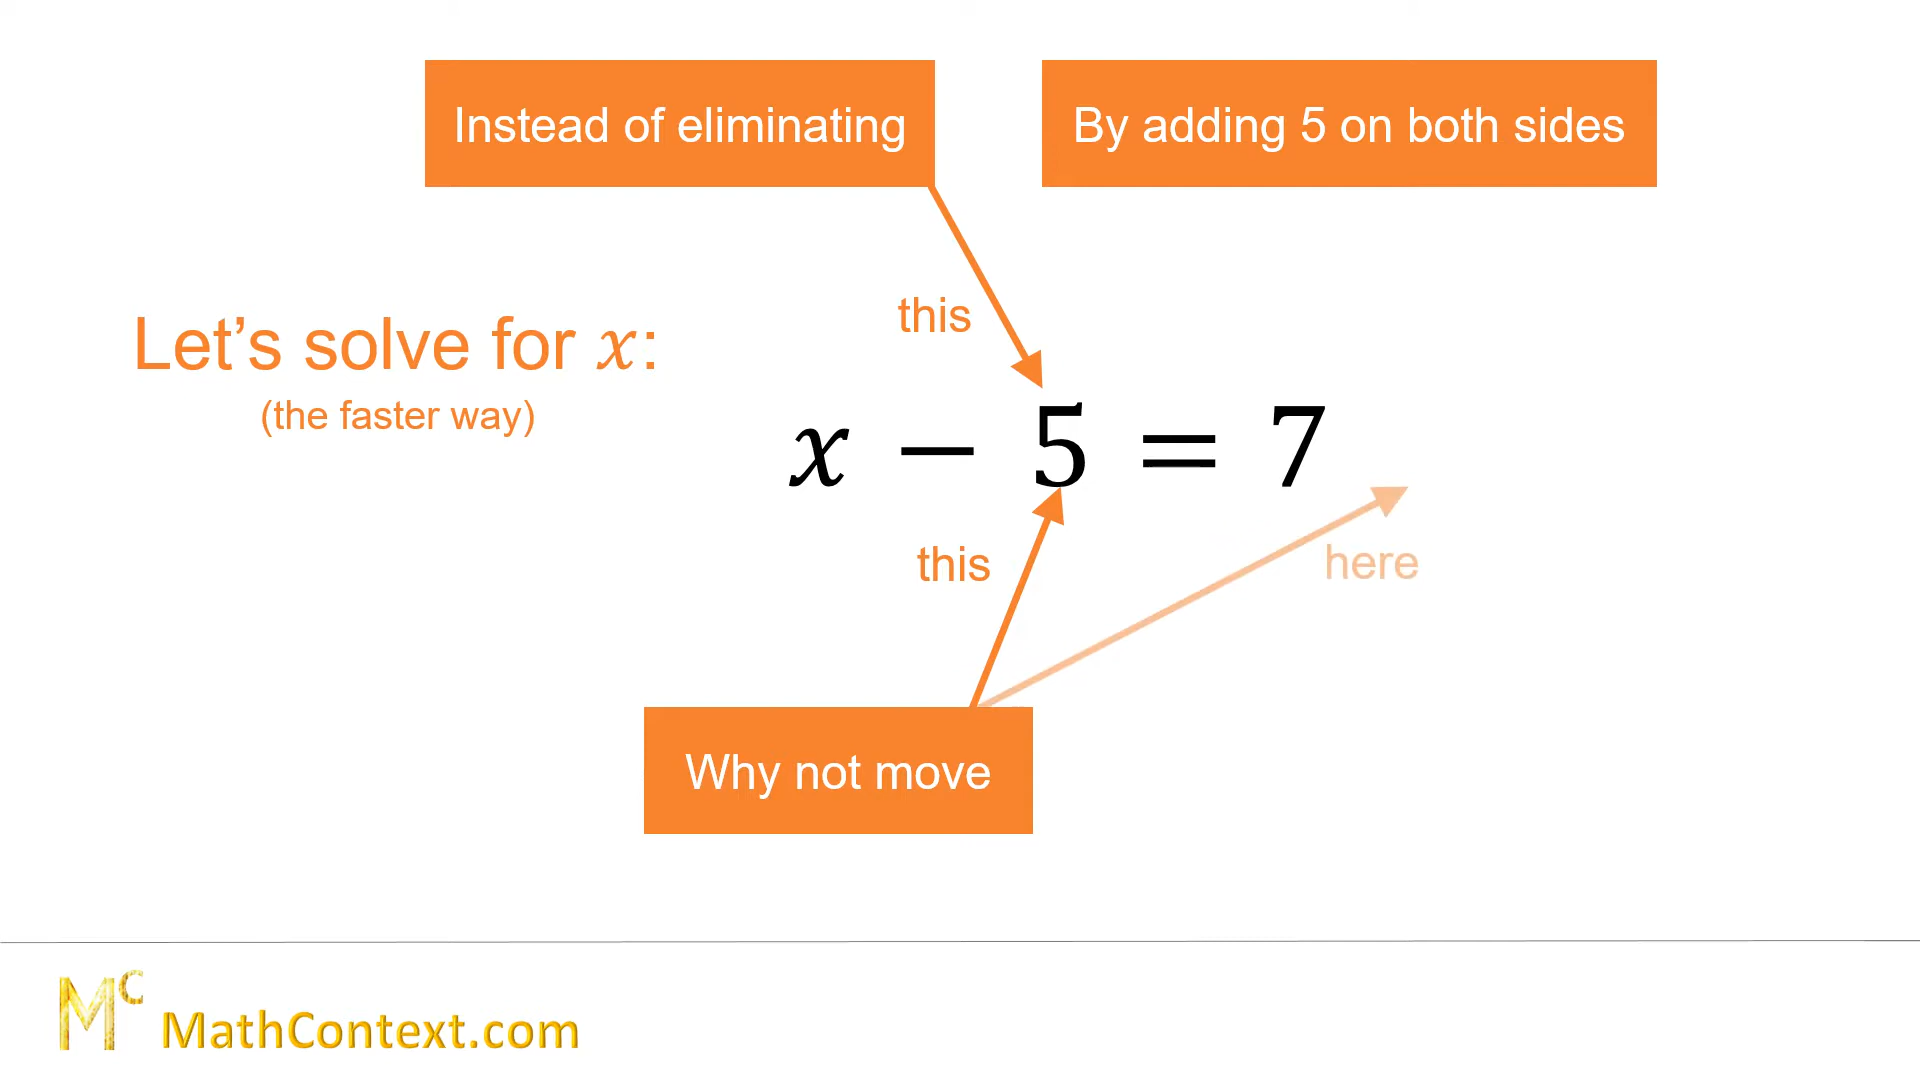 Instead of eliminating
By adding 5 on both sides
this
Let’s solve for x:
(the faster way)
x − 5 = 7
this
here
Why not move
MC
MathContext.com